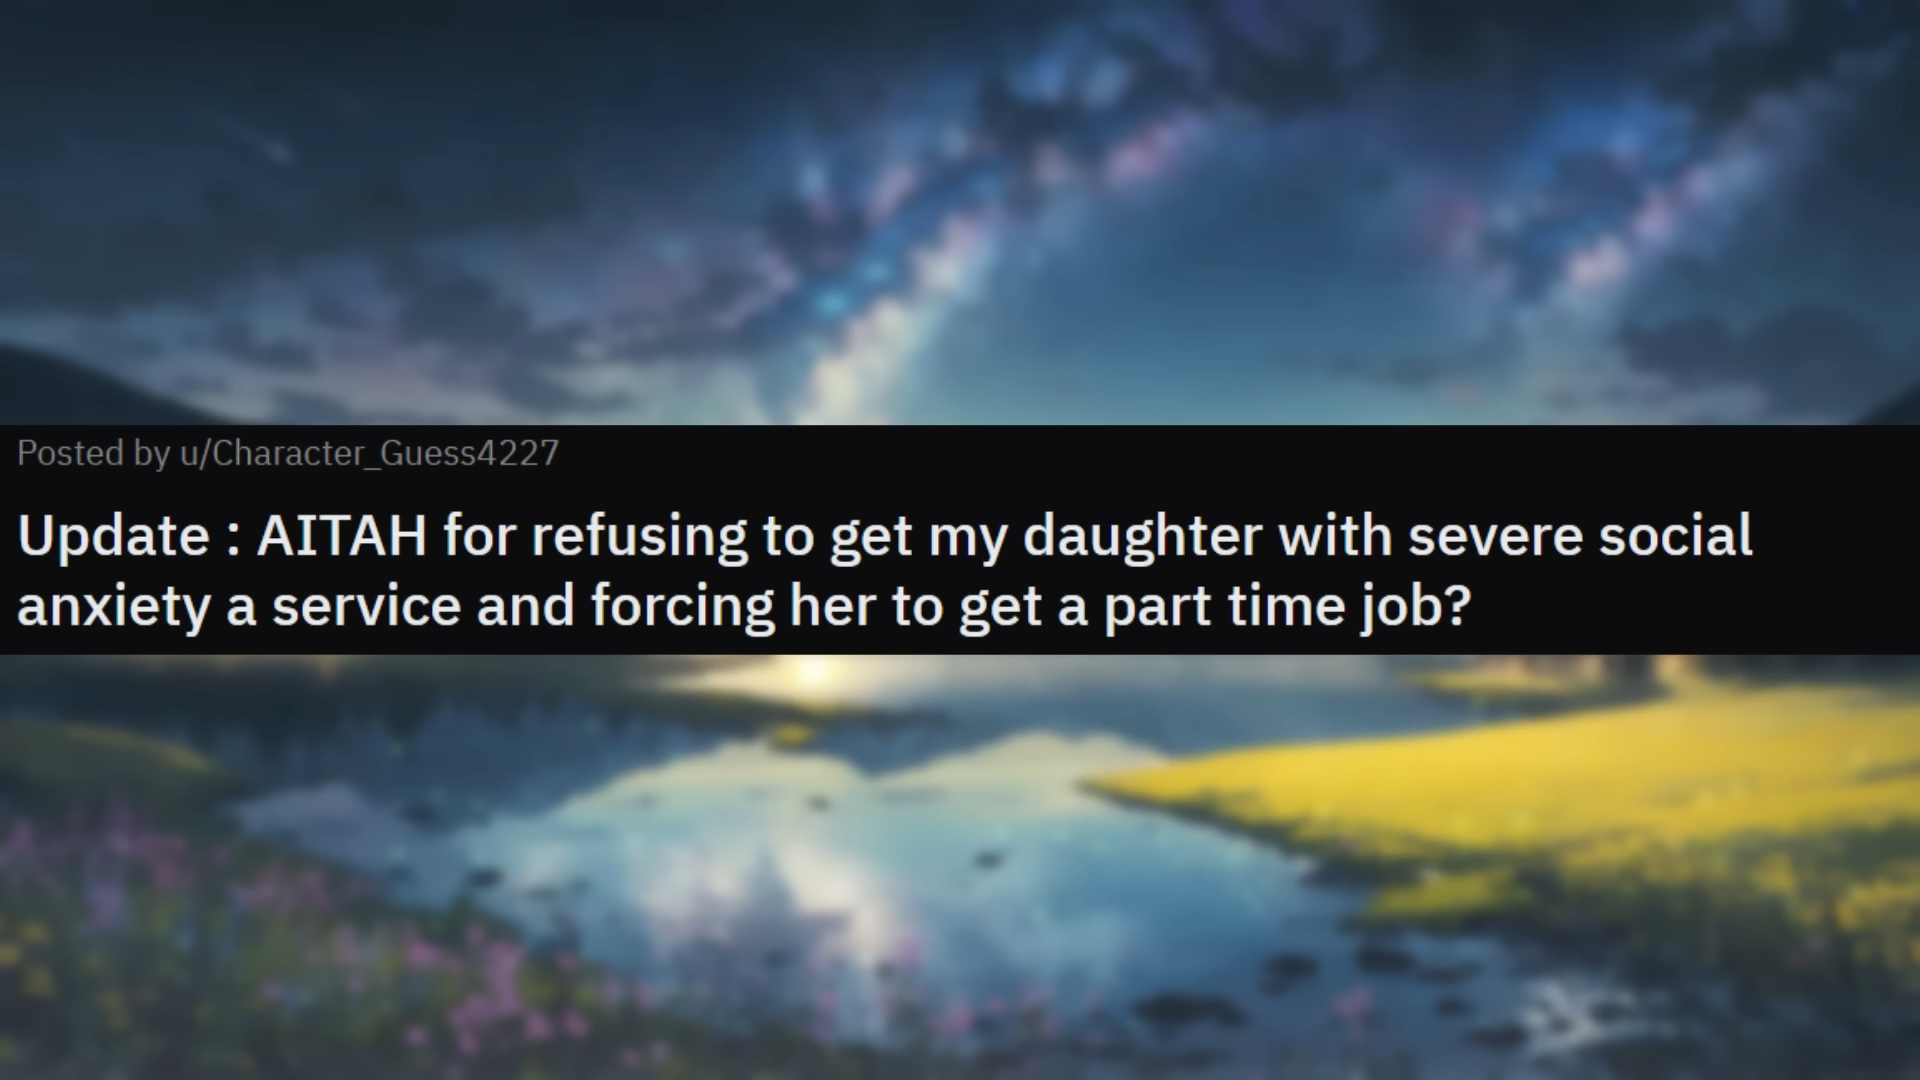 Posted by u/Character_Guess4227
Update : AITAH for refusing to get my daughter with severe social
anxiety a service and forcing her to get a part time job?